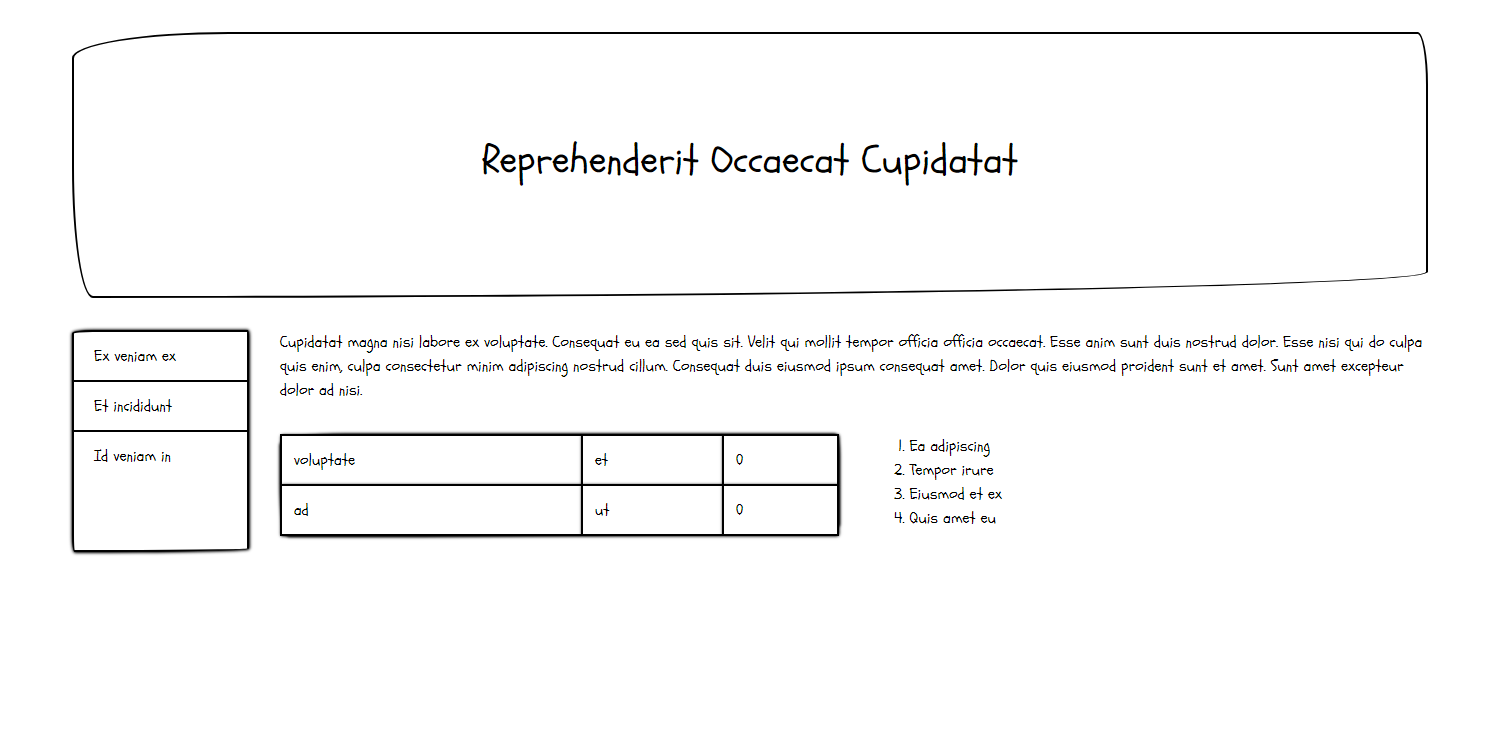 Reprehenderit Occaecat Cupidatat
Ex veniam ex
Et incididunt
Id veniam in
Cupidatat magna nisi labore ex voluptate. Consequat eu ea sed quis sit. Velit qui mollit tempor officia officia occaecat. Esse anim sunt duis nostrud dolor. Esse nisi qui do culpa
quis enim, culpa consectetur minim adipiscing nostrud cillum. Consequat duis eiusmod ipsum consequat amet. Dolor quis eiusmod proident sunt et amet. Sunt amet excepteur
dolor ad nisi.
voluptate et 0
ad ut 0
1. Ea adipiscing
2. Tempor irure
3. Eiusmod et ex
4. Quis amet eu